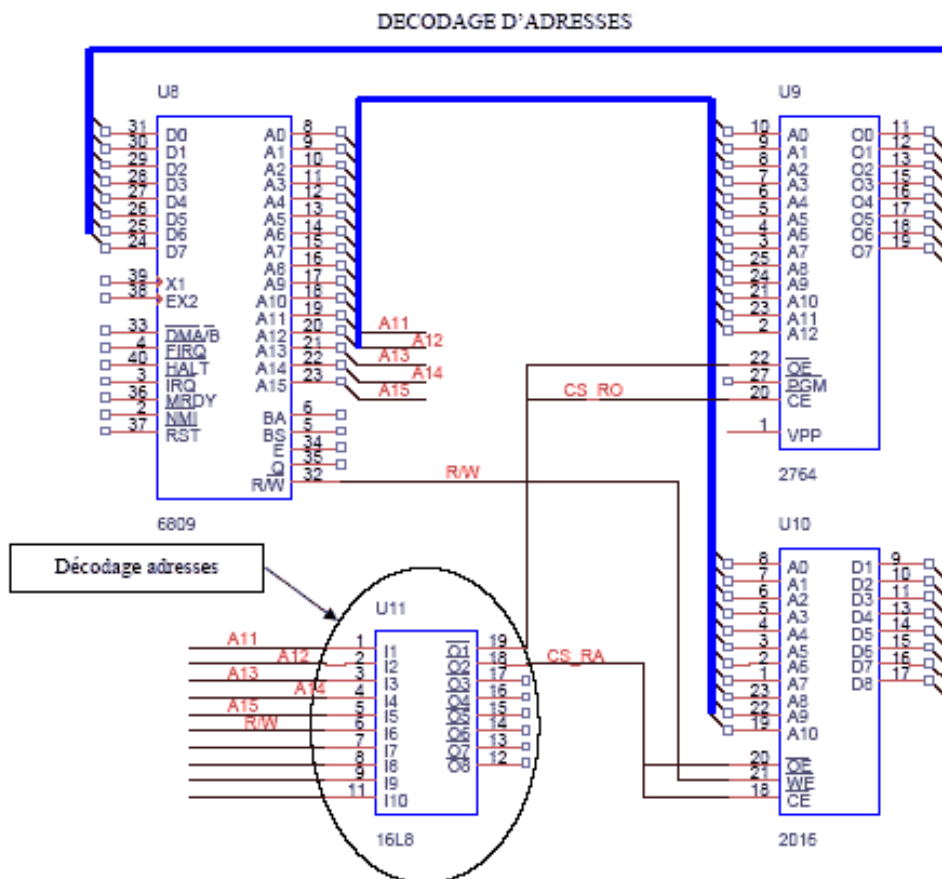 DECODAGE D'ADRESSES
U8
31 D0 A0 8
30 D1 A1 9
29 D2 A2 10
28 D3 A3 11
27 D4 A4 12
26 D5 A5 13
25 D6 A6 14
24 D7 A7 15
A8 16
39 X1 A9 17
38 EX2 A10 18
A11 19
33 DMA/B A12 20
4 FIRQ A13 21
40 HALT A14 22
3 IRQ A15 23
36 MRDY BA 6
2 NMI BS 5
37 RST E 34
Q 35
R/W 32
6809
A11
A12
A13
A14
A15
R/W
CS_RO
U9
10 A0 O0 11
9 A1 O1 12
8 A2 O2 13
7 A3 O3 15
6 A4 O4 16
5 A5 O5 17
4 A6 O6 18
3 A7 O7 19
25 A8
24 A9
21 A10
23 A11
2 A12
22 OE
27 PGM
20 CE
1 VPP
2764
Décodage adresses
U11
A11 1 I1 O1 19
A12 2 I2 O2 18 CS_RA
A13 3 I3 O3 17
A14 4 I4 O4 16
A15 5 I5 O5 15
R/W 6 I6 O6 14
7 I7 O7 13
8 I8 O8 12
9 I9
11 I10
16L8
U10
8 A0 D1 9
7 A1 D2 10
6 A2 D3 11
5 A3 D4 13
4 A4 D5 14
3 A5 D6 15
2 A6 D7 16
1 A7 D8 17
23 A8
22 A9
19 A10
20 OE
21 WE
18 CE
2016